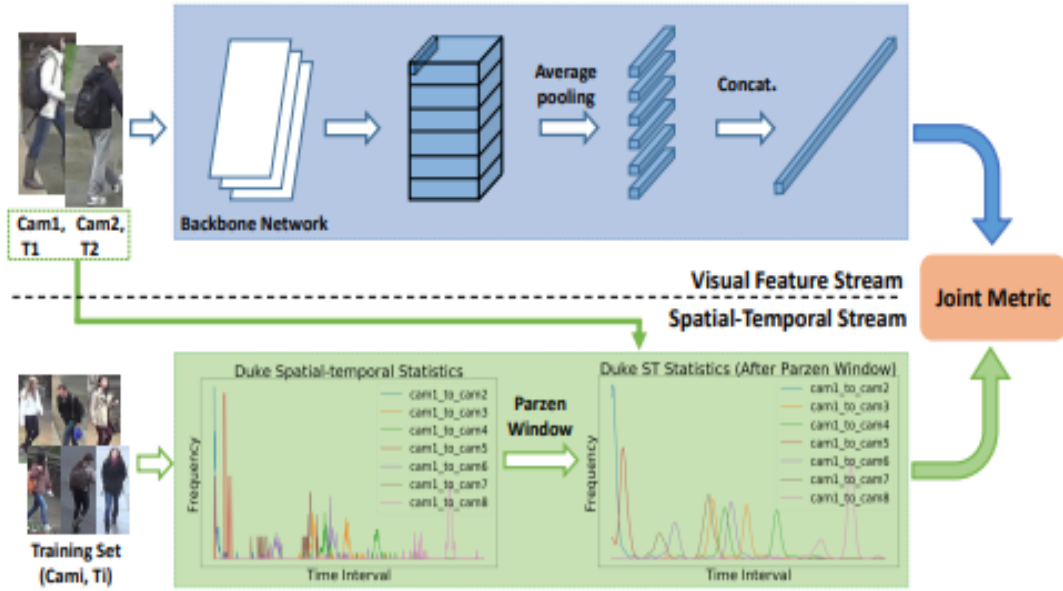 Average
pooling
Concat.
Backbone Network
Cam1,
T1
Cam2,
T2
Visual Feature Stream
Joint Metric
Spatial-Temporal Stream
Duke Spatial-temporal Statistics
cam1_to_cam2
cam1_to_cam3
cam1_to_cam4
cam1_to_cam5
cam1_to_cam6
cam1_to_cam7
cam1_to_cam8
Frequency
Time Interval
Parzen
Window
Duke ST Statistics (After Parzen Window)
cam1_to_cam2
cam1_to_cam3
cam1_to_cam4
cam1_to_cam5
cam1_to_cam6
cam1_to_cam7
cam1_to_cam8
Frequency
Time Interval
Training Set
(Cami, Ti)